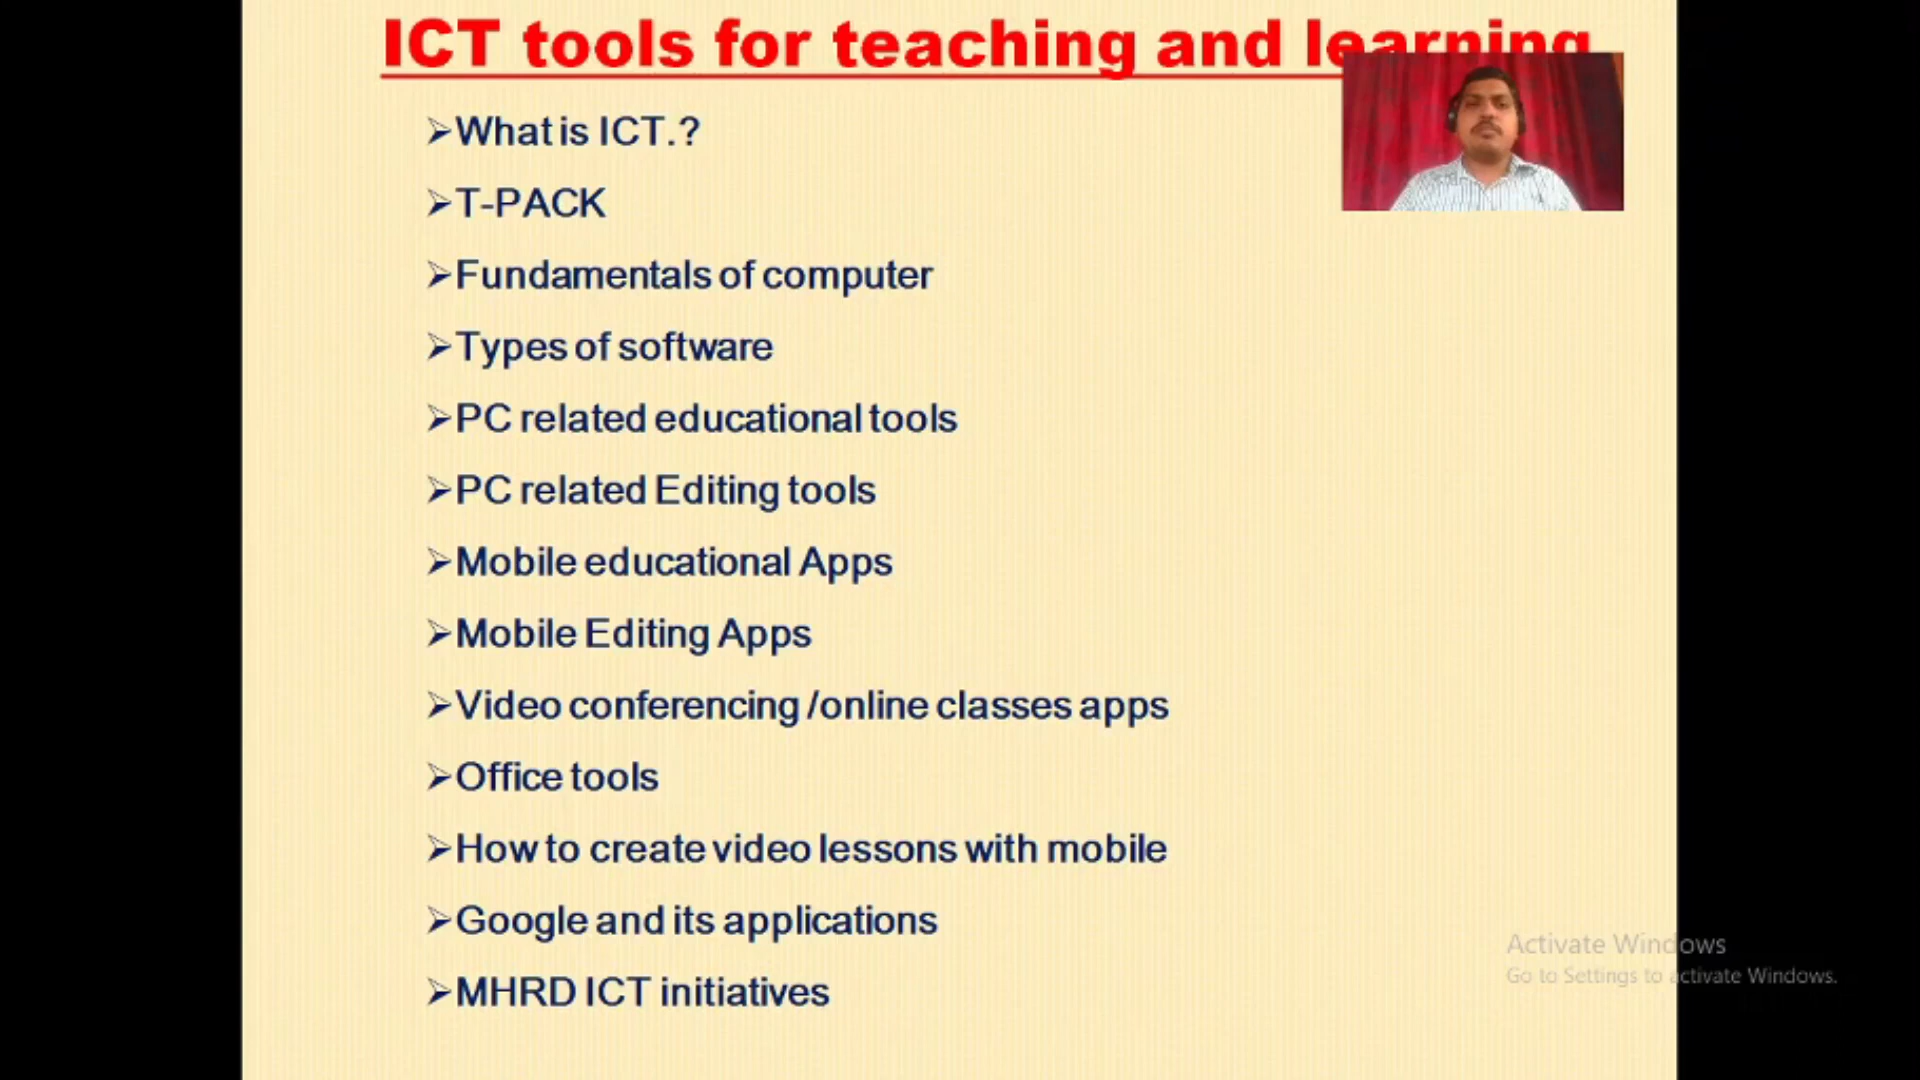 ICT tools for teaching and learning
➢What is ICT.?
➢T-PACK
➢Fundamentals of computer
➢Types of software
➢PC related educational tools
➢PC related Editing tools
➢Mobile educational Apps
➢Mobile Editing Apps
➢Video conferencing /online classes apps
➢Office tools
➢How to create video lessons with mobile
➢Google and its applications
➢MHRD ICT initiatives
Activate Windows
Go to Settings to activate Windows.